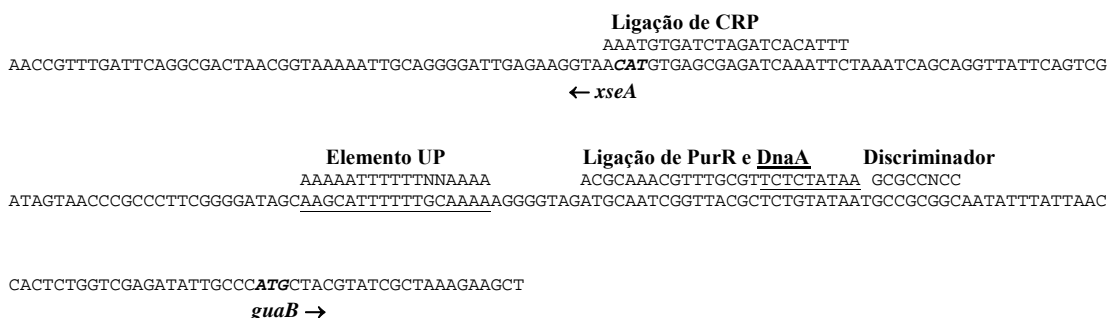 Ligação de CRP
AAATGTGATCTAGATCACATTT
AACCGTTTGATTCAGGCGACTAACGGTAAAAATTGCAGGGGATTGAGAAGGTAACATGTGAGCGAGATCAAATTCTAAATCAGCAGGTTATTCAGTCG
← xseA
Elemento UP Ligação de PurR e DnaA Discriminador
AAAAATTTTTTNNAAAA ACGCAAACGTTTGCGTTCTCTATAA GCGCCNCC
ATAGTAACCCGCCCTTCGGGGATAGCAAGCATTTTTTGCAAAAAGGGGTAGATGCAATCGGTTACGCTCTGTATAATGCCGCGGCAATATTTATTAAC
CACTCTGGTCGAGATATTGCCCATGCTACGTATCGCTAAAGAAGCT
guaB →